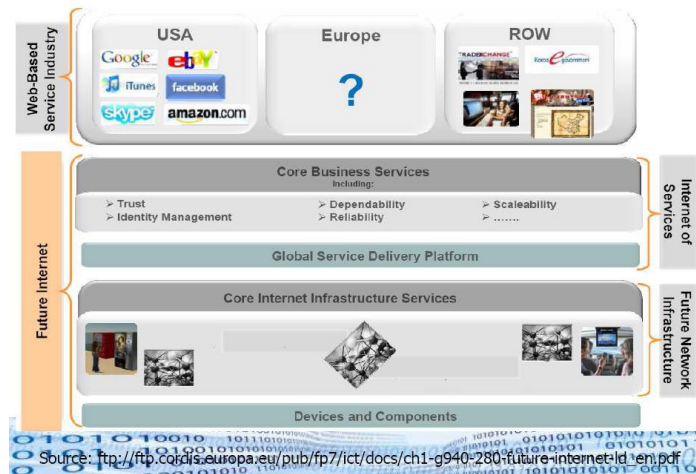 USA
Europe
ROW
Web-Based
Service Industry
Google
ebY
iTunes
facebook
skype
amazon.com
?
TRADEXCHANGE
Korea e government
Core Business Services
Including:
➢ Trust
➢ Dependability
➢ Scaleability
➢ Identity Management
➢ Reliability
➢ .......
Internet of
Services
Global Service Delivery Platform
Future Internet
Core Internet Infrastructure Services
Future Network
Infrastructure
Devices and Components
Source: ftp://ftp.cordis.europa.eu/pub/fp7/ict/docs/ch1-g940-280-future-internet-ld_en.pdf